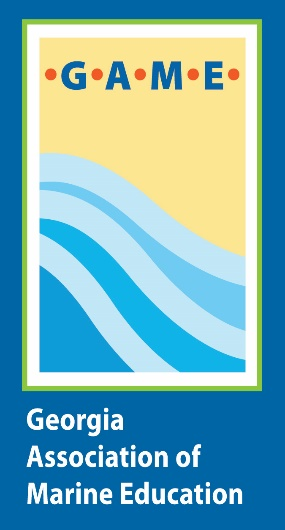 •G•A•M•E•
Georgia
Association of
Marine Education